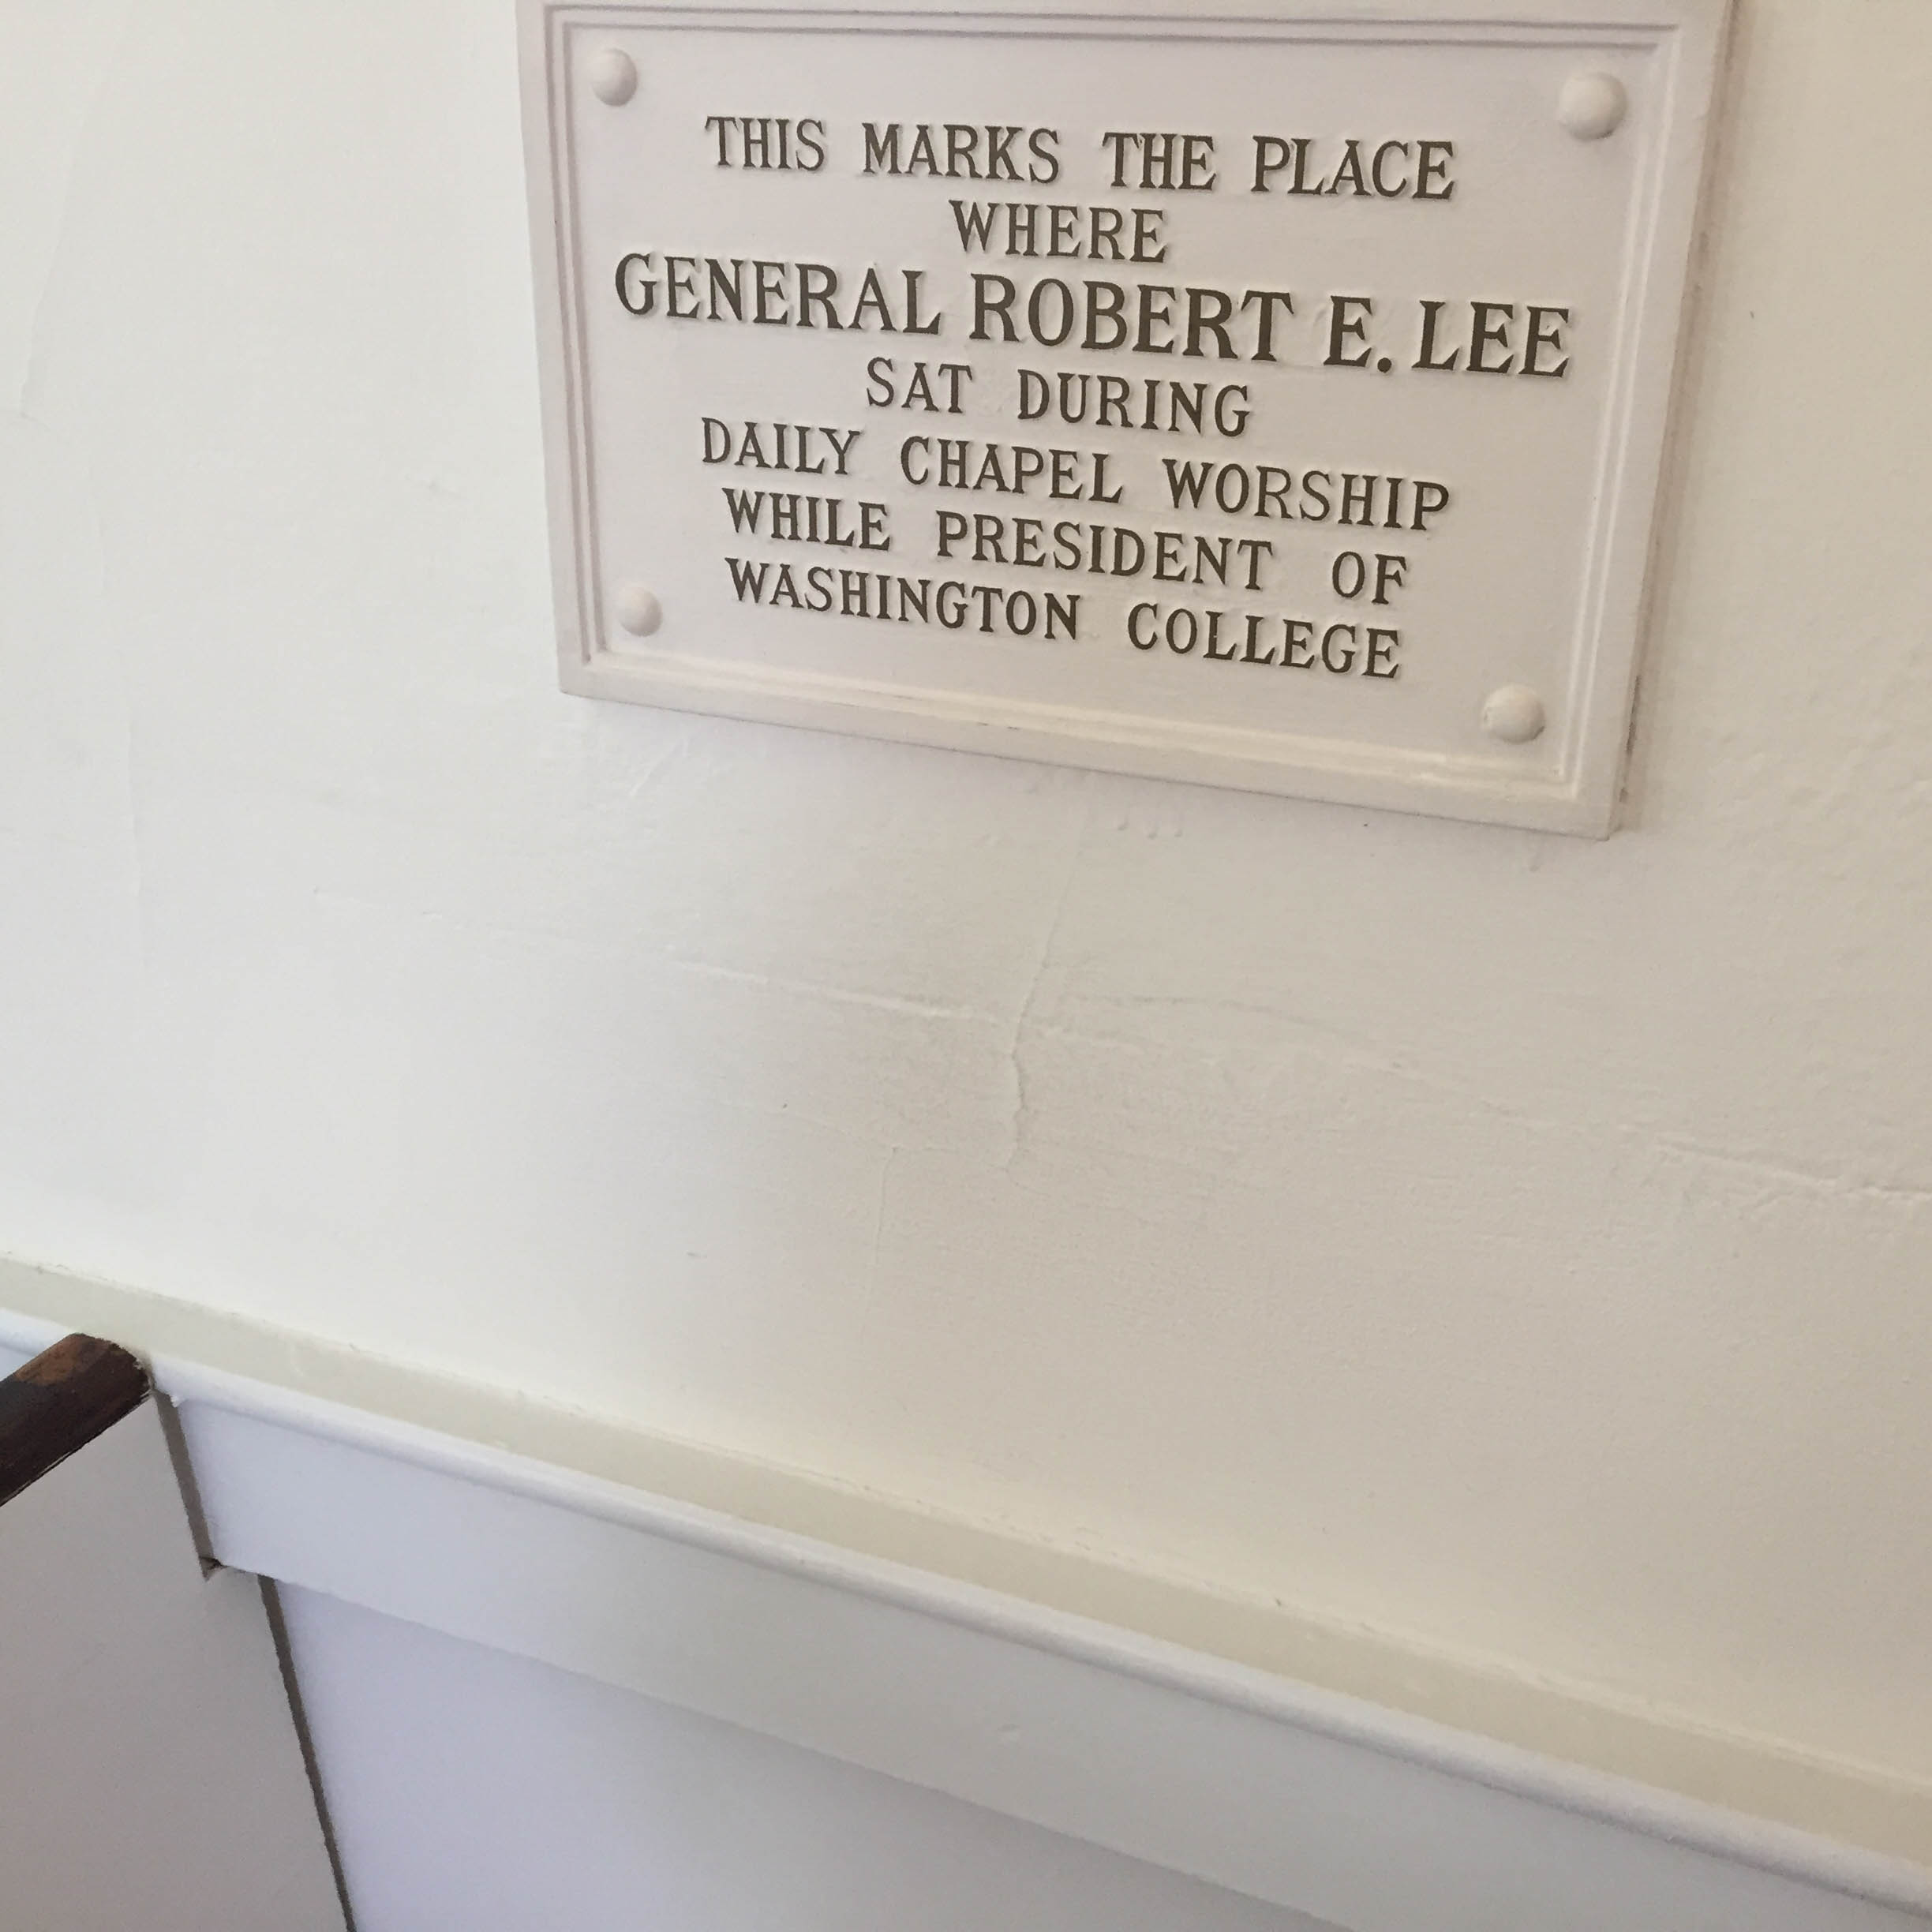 THIS MARKS THE PLACE
WHERE
GENERAL ROBERT E. LEE
SAT DURING
DAILY CHAPEL WORSHIP
WHILE PRESIDENT OF
WASHINGTON COLLEGE